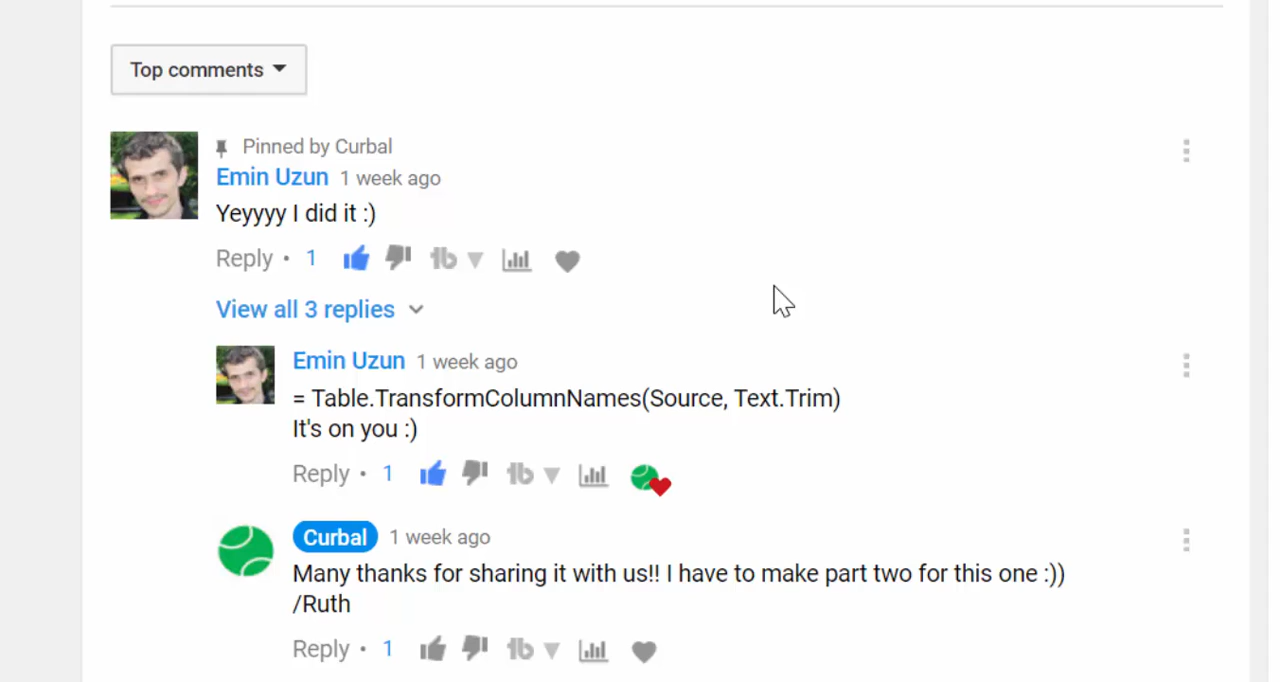 Top comments
Pinned by Curbal
Emin Uzun 1 week ago
Yeyyyy I did it :)
Reply • 1
View all 3 replies
Emin Uzun 1 week ago
= Table.TransformColumnNames(Source, Text.Trim)
It's on you :)
Reply • 1
Curbal 1 week ago
Many thanks for sharing it with us!! I have to make part two for this one :))
/Ruth
Reply • 1